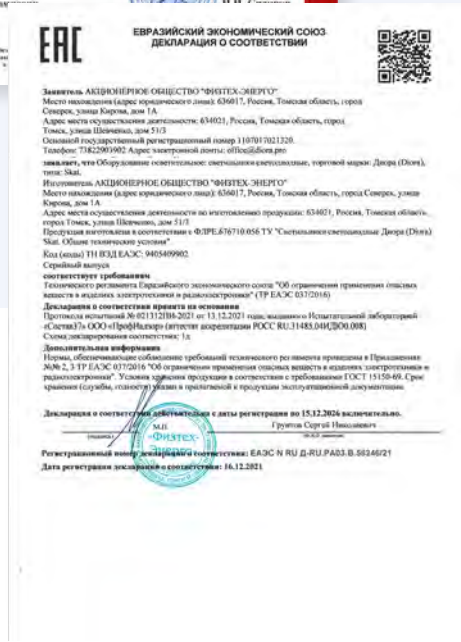 ЕВРАЗИЙСКИЙ ЭКОНОМИЧЕСКИЙ СОЮЗ
ДЕКЛАРАЦИЯ О СООТВЕТСТВИИ
Заявитель АКЦИОНЕРНОЕ ОБЩЕСТВО "ФИЗТЕХ-ЭНЕРГО"
Место нахождения (адрес юридического лица): 636017, Россия, Томская область, город
Северск, улица Кирова, дом 1А
Адрес места осуществления деятельности: 634021, Россия, Томская область, город
Томск, улица Шевченко, дом 51/3
Основной государственный регистрационный номер 1107017021320.
Телефон: 73822903902 Адрес электронной почты: office@diora.pro
заявляет, что Оборудование осветительное: светильники светодиодные, торговой марки: Диора (Diora),
типа: Skat.
Изготовитель АКЦИОНЕРНОЕ ОБЩЕСТВО "ФИЗТЕХ-ЭНЕРГО"
Место нахождения (адрес юридического лица): 636017, Россия, Томская область, город Северск, улица
Кирова, дом 1А
Адрес места осуществления деятельности по изготовлению продукции: 634021, Россия, Томская область,
город Томск, улица Шевченко, дом 51/3
Продукция изготовлена в соответствии с ФЛРЕ.676710.056 ТУ "Светильники светодиодные Диора (Diora)
Skat. Общие технические условия".
Код (коды) ТН ВЭД ЕАЭС: 9405409902
Серийный выпуск
соответствует требованиям
Технического регламента Евразийского экономического союза "Об ограничении применения опасных
веществ в изделиях электротехники и радиоэлектроники" (ТР ЕАЭС 037/2016)
Декларация о соответствии принята на основании
Протокола испытаний № 021312ПН-2021 от 13.12.2021 года, выданного Испытательной лабораторией
ООО «ПрофНадзор» (аттестат аккредитации РОСС RU.31485.04ИДЮ0.008)
Схема декларирования соответствия: 1д
Дополнительная информация
Нормы, обеспечивающие соблюдение требований технического регламента приведены в Приложениях
№№ 2, 3 ТР ЕАЭС 037/2016 "Об ограничении применения опасных веществ в изделиях электротехники и
радиоэлектроники". Условия хранения продукции в соответствии с требованиями ГОСТ 15150-69. Срок
хранения (службы, годности) указан в прилагаемой к продукции эксплуатационной документации.
Декларация о соответствии действительна с даты регистрации по 15.12.2026 включительно.
М.П.
Грунтов Сергей Николаевич
«Физтех-
Энерго»
Регистрационный номер декларации о соответствии: ЕАЭС N RU Д-RU.РА03.В.56246/21
Дата регистрации декларации о соответствии: 16.12.2021